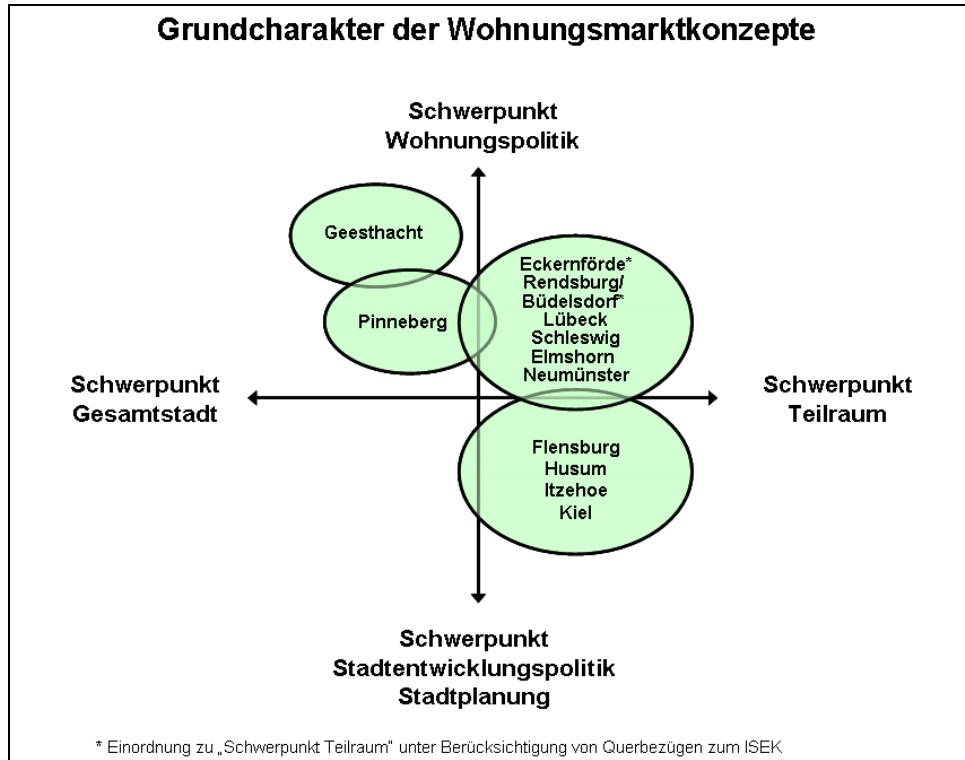 Grundcharakter der Wohnungsmarktkonzepte
Schwerpunkt
Wohnungspolitik
Geesthacht
Pinneberg
Eckernförde*
Rendsburg/
Büdelsdorf*
Lübeck
Schleswig
Elmshorn
Neumünster
Schwerpunkt
Gesamtstadt
Schwerpunkt
Teilraum
Flensburg
Husum
Itzehoe
Kiel
Schwerpunkt
Stadtentwicklungspolitik
Stadtplanung
* Einordnung zu „Schwerpunkt Teilraum" unter Berücksichtigung von Querbezügen zum ISEK